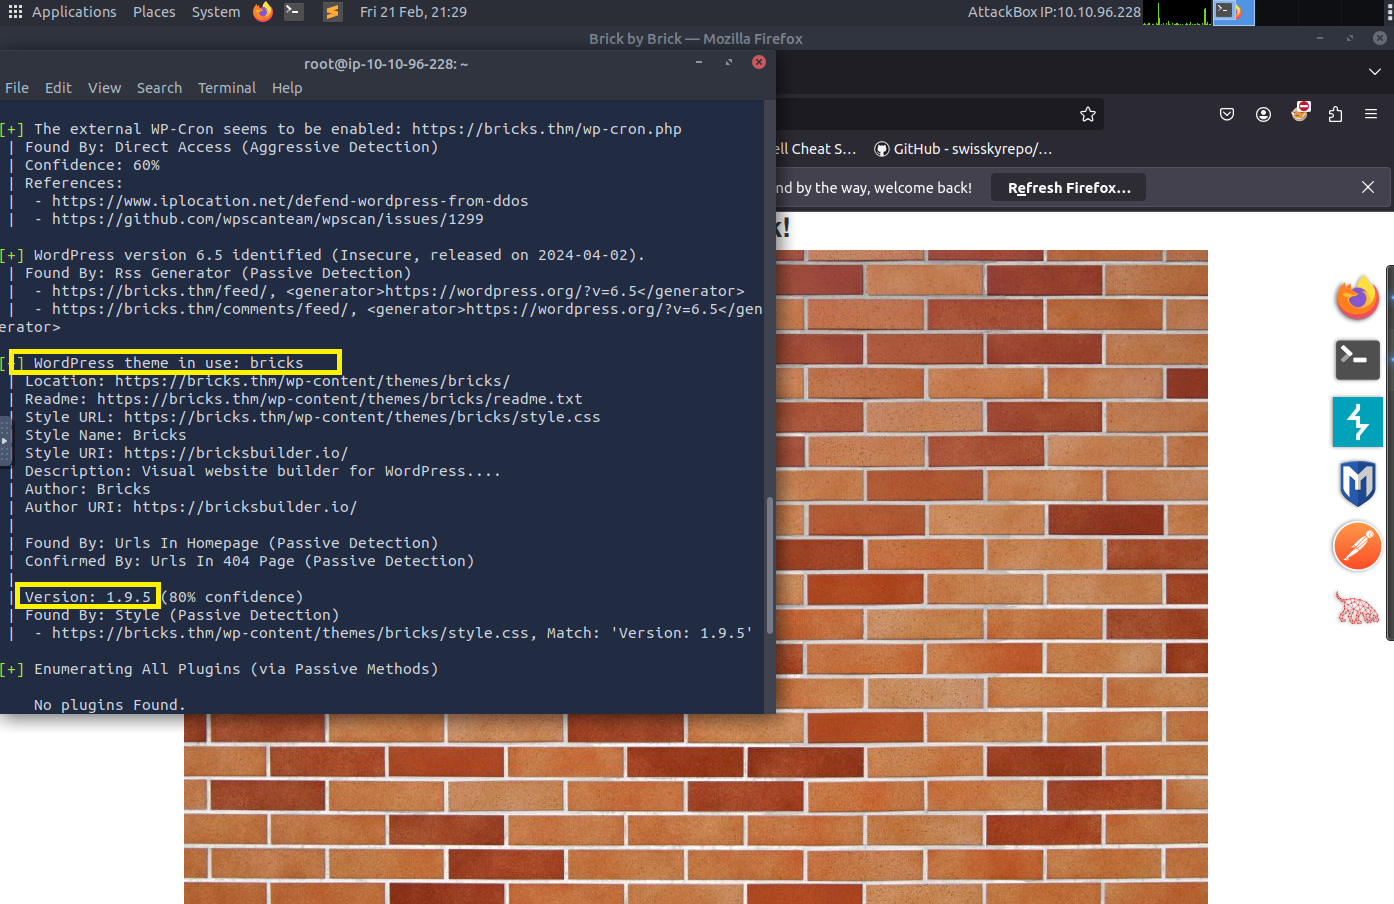 Applications Places System Fri 21 Feb, 21:29 AttackBox IP:10.10.96.228
Brick by Brick — Mozilla Firefox
root@ip-10-10-96-228: ~
File Edit View Search Terminal Help
[+] The external WP-Cron seems to be enabled: https://bricks.thm/wp-cron.php
| Found By: Direct Access (Aggressive Detection)
| Confidence: 60%
| References:
|  - https://www.iplocation.net/defend-wordpress-from-ddos
|  - https://github.com/wpscanteam/wpscan/issues/1299
[+] WordPress version 6.5 identified (Insecure, released on 2024-04-02).
| Found By: Rss Generator (Passive Detection)
|  - https://bricks.thm/feed/, <generator>https://wordpress.org/?v=6.5</generator>
|  - https://bricks.thm/comments/feed/, <generator>https://wordpress.org/?v=6.5</gen
erator>
[+] WordPress theme in use: bricks
| Location: https://bricks.thm/wp-content/themes/bricks/
| Readme: https://bricks.thm/wp-content/themes/bricks/readme.txt
| Style URL: https://bricks.thm/wp-content/themes/bricks/style.css
Style Name: Bricks
Style URI: https://bricksbuilder.io/
| Description: Visual website builder for WordPress....
| Author: Bricks
| Author URI: https://bricksbuilder.io/
|
| Found By: Urls In Homepage (Passive Detection)
| Confirmed By: Urls In 404 Page (Passive Detection)
|
| Version: 1.9.5 (80% confidence)
| Found By: Style (Passive Detection)
|  - https://bricks.thm/wp-content/themes/bricks/style.css, Match: 'Version: 1.9.5'
[+] Enumerating All Plugins (via Passive Methods)
No plugins Found.
ell Cheat S… GitHub - swisskyrepo/…
nd by the way, welcome back! Refresh Firefox…
k!